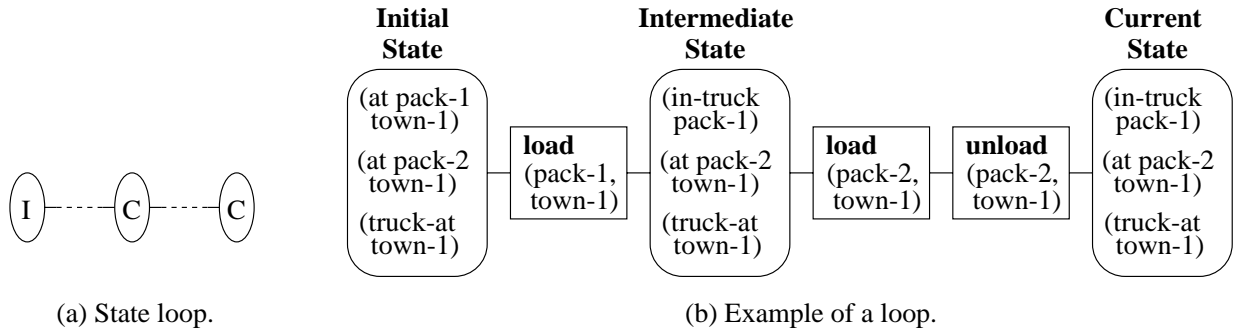 I
C
C
(a) State loop.
Initial
State
(at pack-1
town-1)
(at pack-2
town-1)
(truck-at
town-1)
load
(pack-1,
town-1)
Intermediate
State
(in-truck
pack-1)
(at pack-2
town-1)
(truck-at
town-1)
load
(pack-2,
town-1)
unload
(pack-2,
town-1)
Current
State
(in-truck
pack-1)
(at pack-2
town-1)
(truck-at
town-1)
(b) Example of a loop.